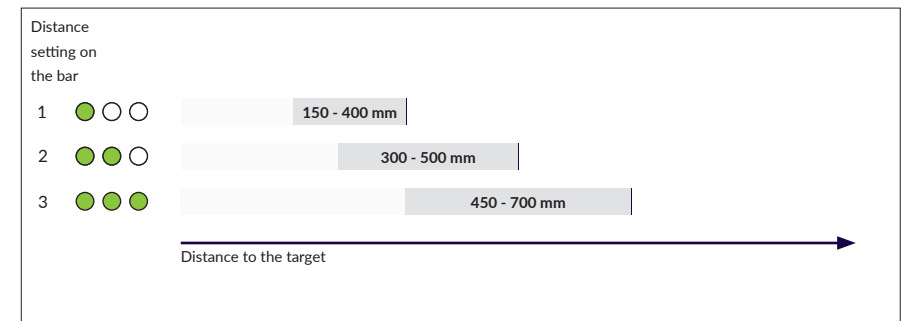 Distance
setting on
the bar
1 150 - 400 mm
2 300 - 500 mm
3 450 - 700 mm
Distance to the target